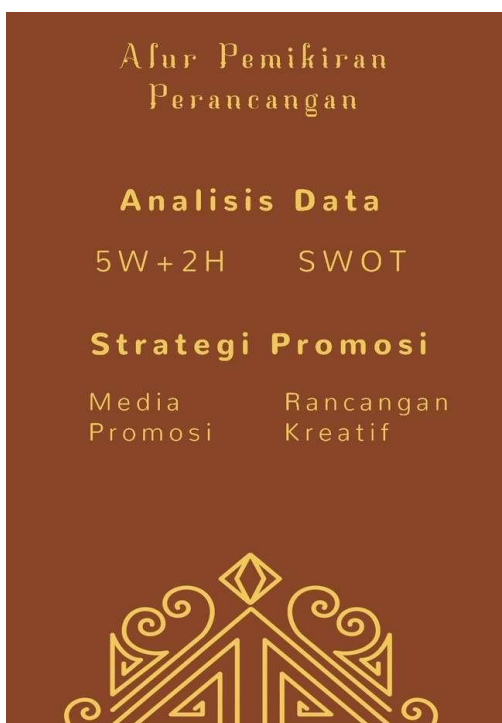 Alur Pemikiran
Perancangan
Analisis Data
5W+2H SWOT
Strategi Promosi
Media Promosi
Rancangan Kreatif